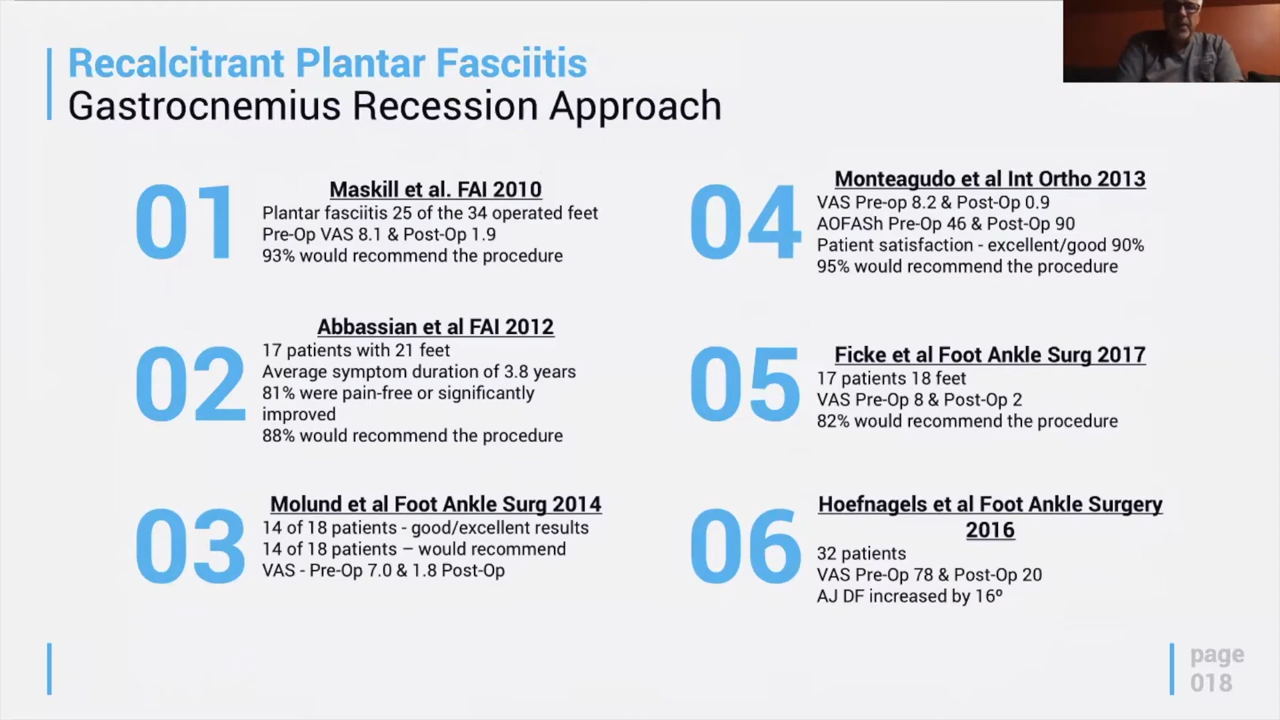 Recalcitrant Plantar Fasciitis
Gastrocnemius Recession Approach
01
Maskill et al. FAI 2010
Plantar fasciitis 25 of the 34 operated feet
Pre-Op VAS 8.1 & Post-Op 1.9
93% would recommend the procedure
02
Abbassian et al FAI 2012
17 patients with 21 feet
Average symptom duration of 3.8 years
81% were pain-free or significantly
improved
88% would recommend the procedure
03
Molund et al Foot Ankle Surg 2014
14 of 18 patients - good/excellent results
14 of 18 patients – would recommend
VAS - Pre-Op 7.0 & 1.8 Post-Op
04
Monteagudo et al Int Ortho 2013
VAS Pre-op 8.2 & Post-Op 0.9
AOFASh Pre-Op 46 & Post-Op 90
Patient satisfaction - excellent/good 90%
95% would recommend the procedure
05
Ficke et al Foot Ankle Surg 2017
17 patients 18 feet
VAS Pre-Op 8 & Post-Op 2
82% would recommend the procedure
06
Hoefnagels et al Foot Ankle Surgery
2016
32 patients
VAS Pre-Op 78 & Post-Op 20
AJ DF increased by 16º
page
018